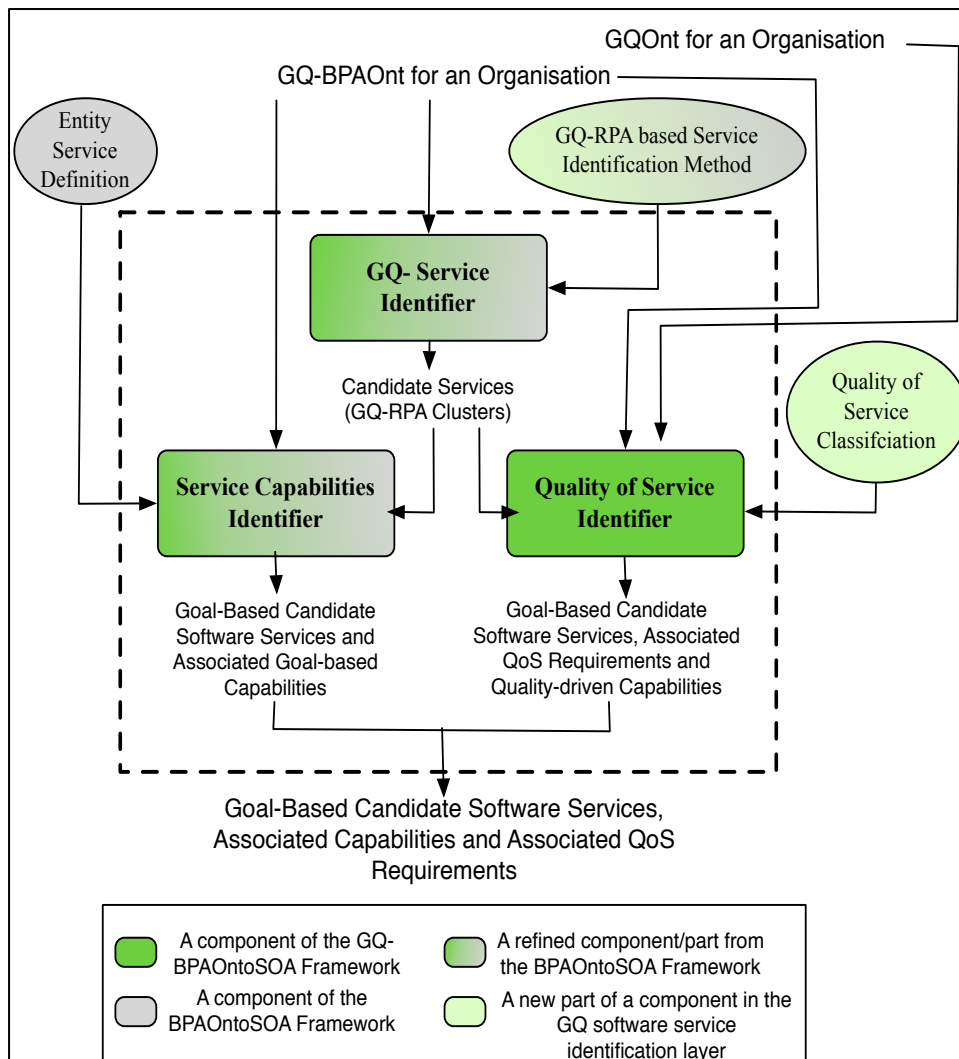 GQOnt for an Organisation
GQ-BPAOnt for an Organisation
Entity
Service
Definition
GQ-RPA based Service
Identification Method
GQ- Service
Identifier
Candidate Services
(GQ-RPA Clusters)
Quality of
Service
Classifciation
Service Capabilities
Identifier
Quality of Service
Identifier
Goal-Based Candidate
Software Services and
Associated Goal-based
Capabilities
Goal-Based Candidate
Software Services, Associated
QoS Requirements and
Quality-driven Capabilities
Goal-Based Candidate Software Services,
Associated Capabilities and Associated QoS
Requirements
A component of the GQ-
BPAOntoSOA Framework
A refined component/part from
the BPAOntoSOA Framework
A component of the
BPAOntoSOA Framework
A new part of a component in the
GQ software service
identification layer